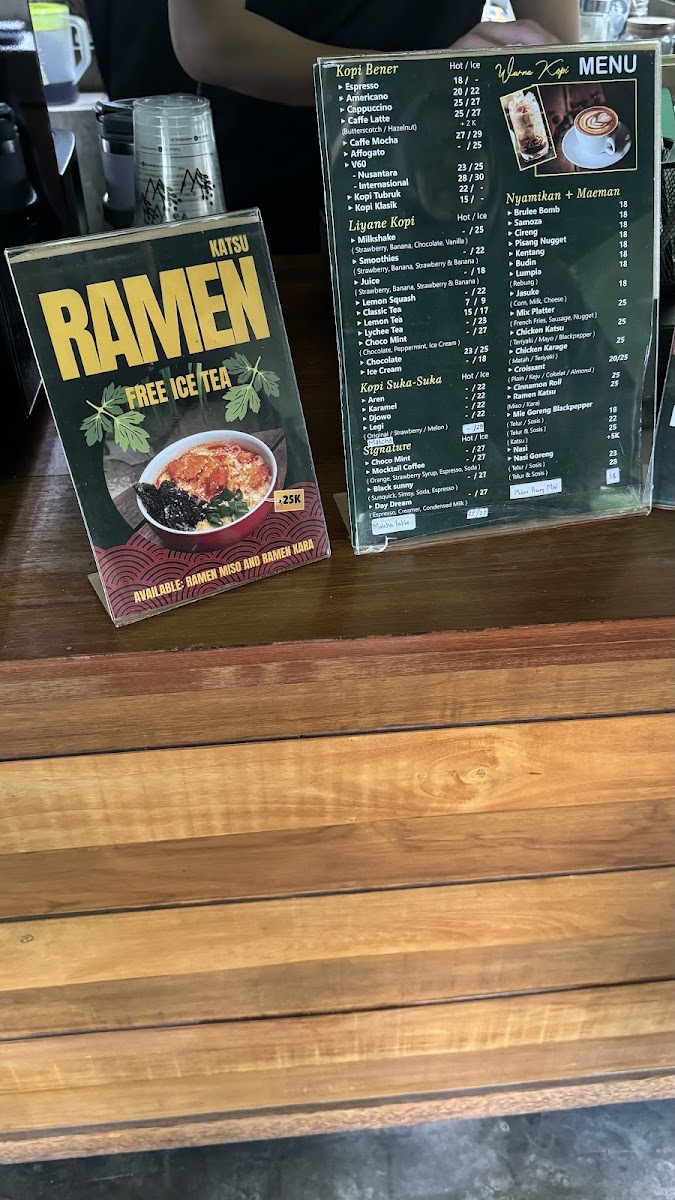 KATSU
RAMEN
FREE ICE TEA
25K
AVAILABLE: RAMEN MISO AND RAMEN KARA
Warna Kopi MENU
Kopi Bener Hot / Ice
Espresso 18 / -
Americano 20 / 22
Cappuccino 25 / 27
Caffe Latte 25 / 27
(Butterscotch / Hazelnut) + 2 K
Caffe Mocha 27 / 29
Affogato - / 25
V60
- Nusantara 23 / 25
- Internasional 28 / 30
Kopi Tubruk 22 / -
Kopi Klasik 15 / -
Liyane Kopi Hot / Ice
Milkshake - / 25
( Strawberry, Banana, Chocolate, Vanilla )
Smoothies - / 22
( Strawberry, Banana, Strawberry & Banana )
Juice - / 18
( Strawberry, Banana, Strawberry & Banana )
Lemon Squash - / 22
Classic Tea 7 / 9
Lemon Tea 15 / 17
Lychee Tea - / 23
Choco Mint - / 27
( Chocolate, Peppermint, Ice Cream )
Chocolate 23 / 25
Ice Cream - / 18
Kopi Suka-Suka Hot / Ice
Aren - / 22
Karamel - / 22
Djowo - / 22
Legi - / 22
( Original / Strawberry / Melon )
Matcha - / 29
Signature Hot / Ice
Choco Mint - / 27
Mocktail Coffee - / 27
( Orange, Strawberry Syrup, Espresso, Soda )
Black sunny - / 27
( Sunquick, Simsy, Soda, Espresso )
Day Dream - / 27
( Espresso, Creamer, Condensed Milk )
Matcha latte 25 / 27
Nyamikan + Maeman
Brulee Bomb 18
Samoza 18
Cireng 18
Pisang Nugget 18
Kentang 18
Budin 18
Lumpia 18
( Rebung )
Jasuke 18
( Corn, Milk, Cheese )
Mix Platter 25
( French Fries, Sausage, Nugget )
Chicken Katsu 25
( Teriyaki / Mayo / Blackpepper )
Chicken Karage 25
( Matah / Teriyaki )
Croissant 20/25
( Plain / Keju / Cokelat / Almond )
Cinnamon Roll 25
Ramen Katsu 25
(Miso / Kara)
Mie Goreng Blackpepper
( Telur / Sosis ) 18
( Telur & Sosis ) 22
( Katsu ) 25
Nasi +5K
Nasi Goreng
( Telur / Sosis ) 23
( Telur & Sosis ) 28
18